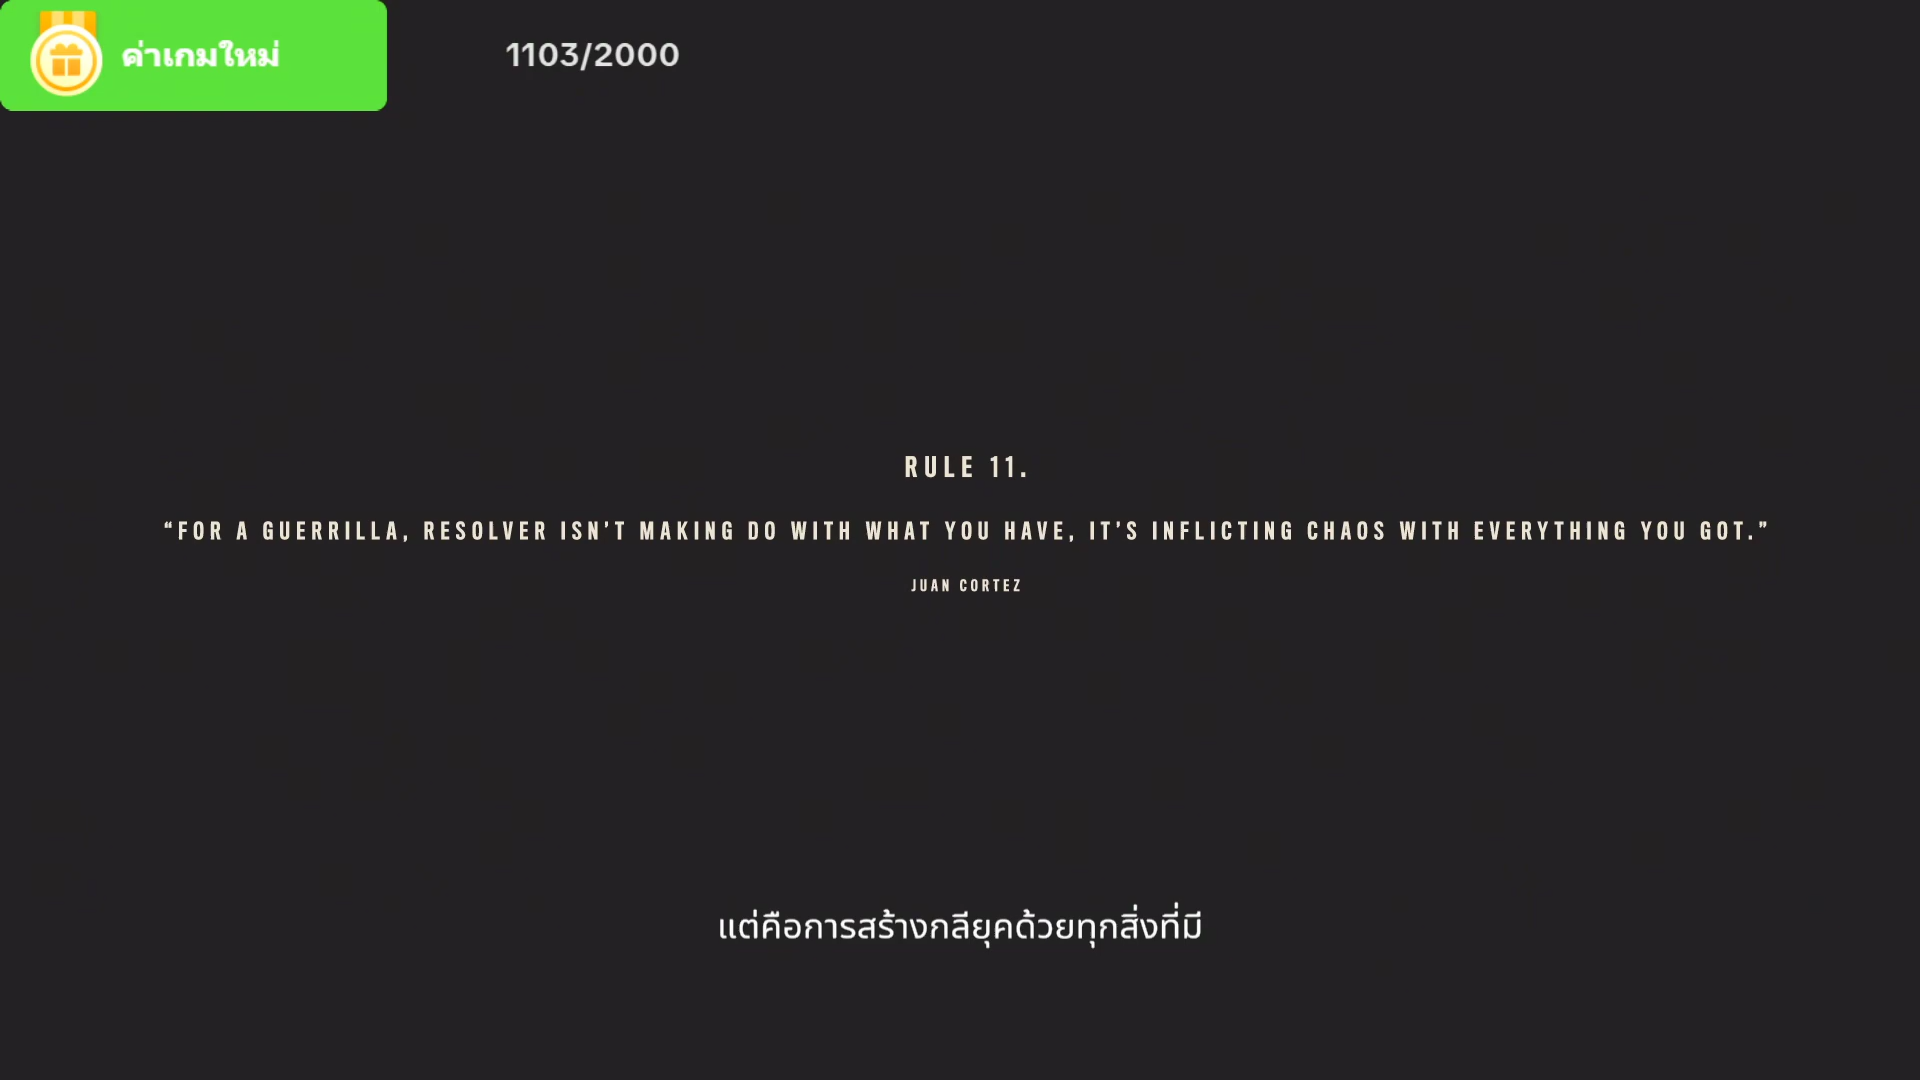 ค่าเกมใหม่
1103/2000
RULE 11.
“FOR A GUERRILLA, RESOLVER ISN’T MAKING DO WITH WHAT YOU HAVE, IT’S INFLICTING CHAOS WITH EVERYTHING YOU GOT.”
JUAN CORTEZ
แต่คือการสร้างกลียุคด้วยทุกสิ่งที่มี